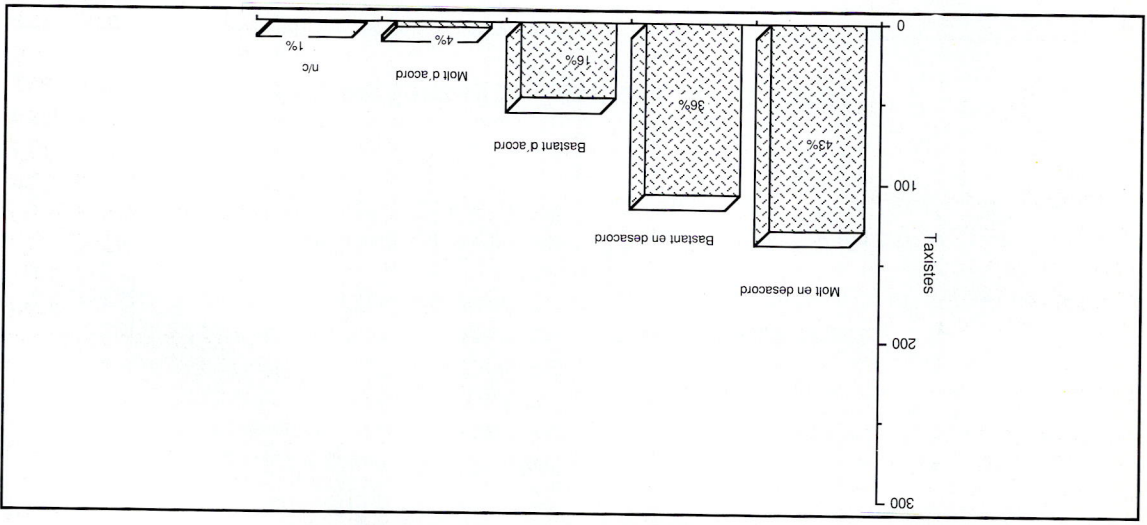 300
200
100
0
Taxistes
Molt en desacord
43%
Bastant en desacord
36%
Bastant d'acord
16%
Molt d'acord
4%
n/c
1%